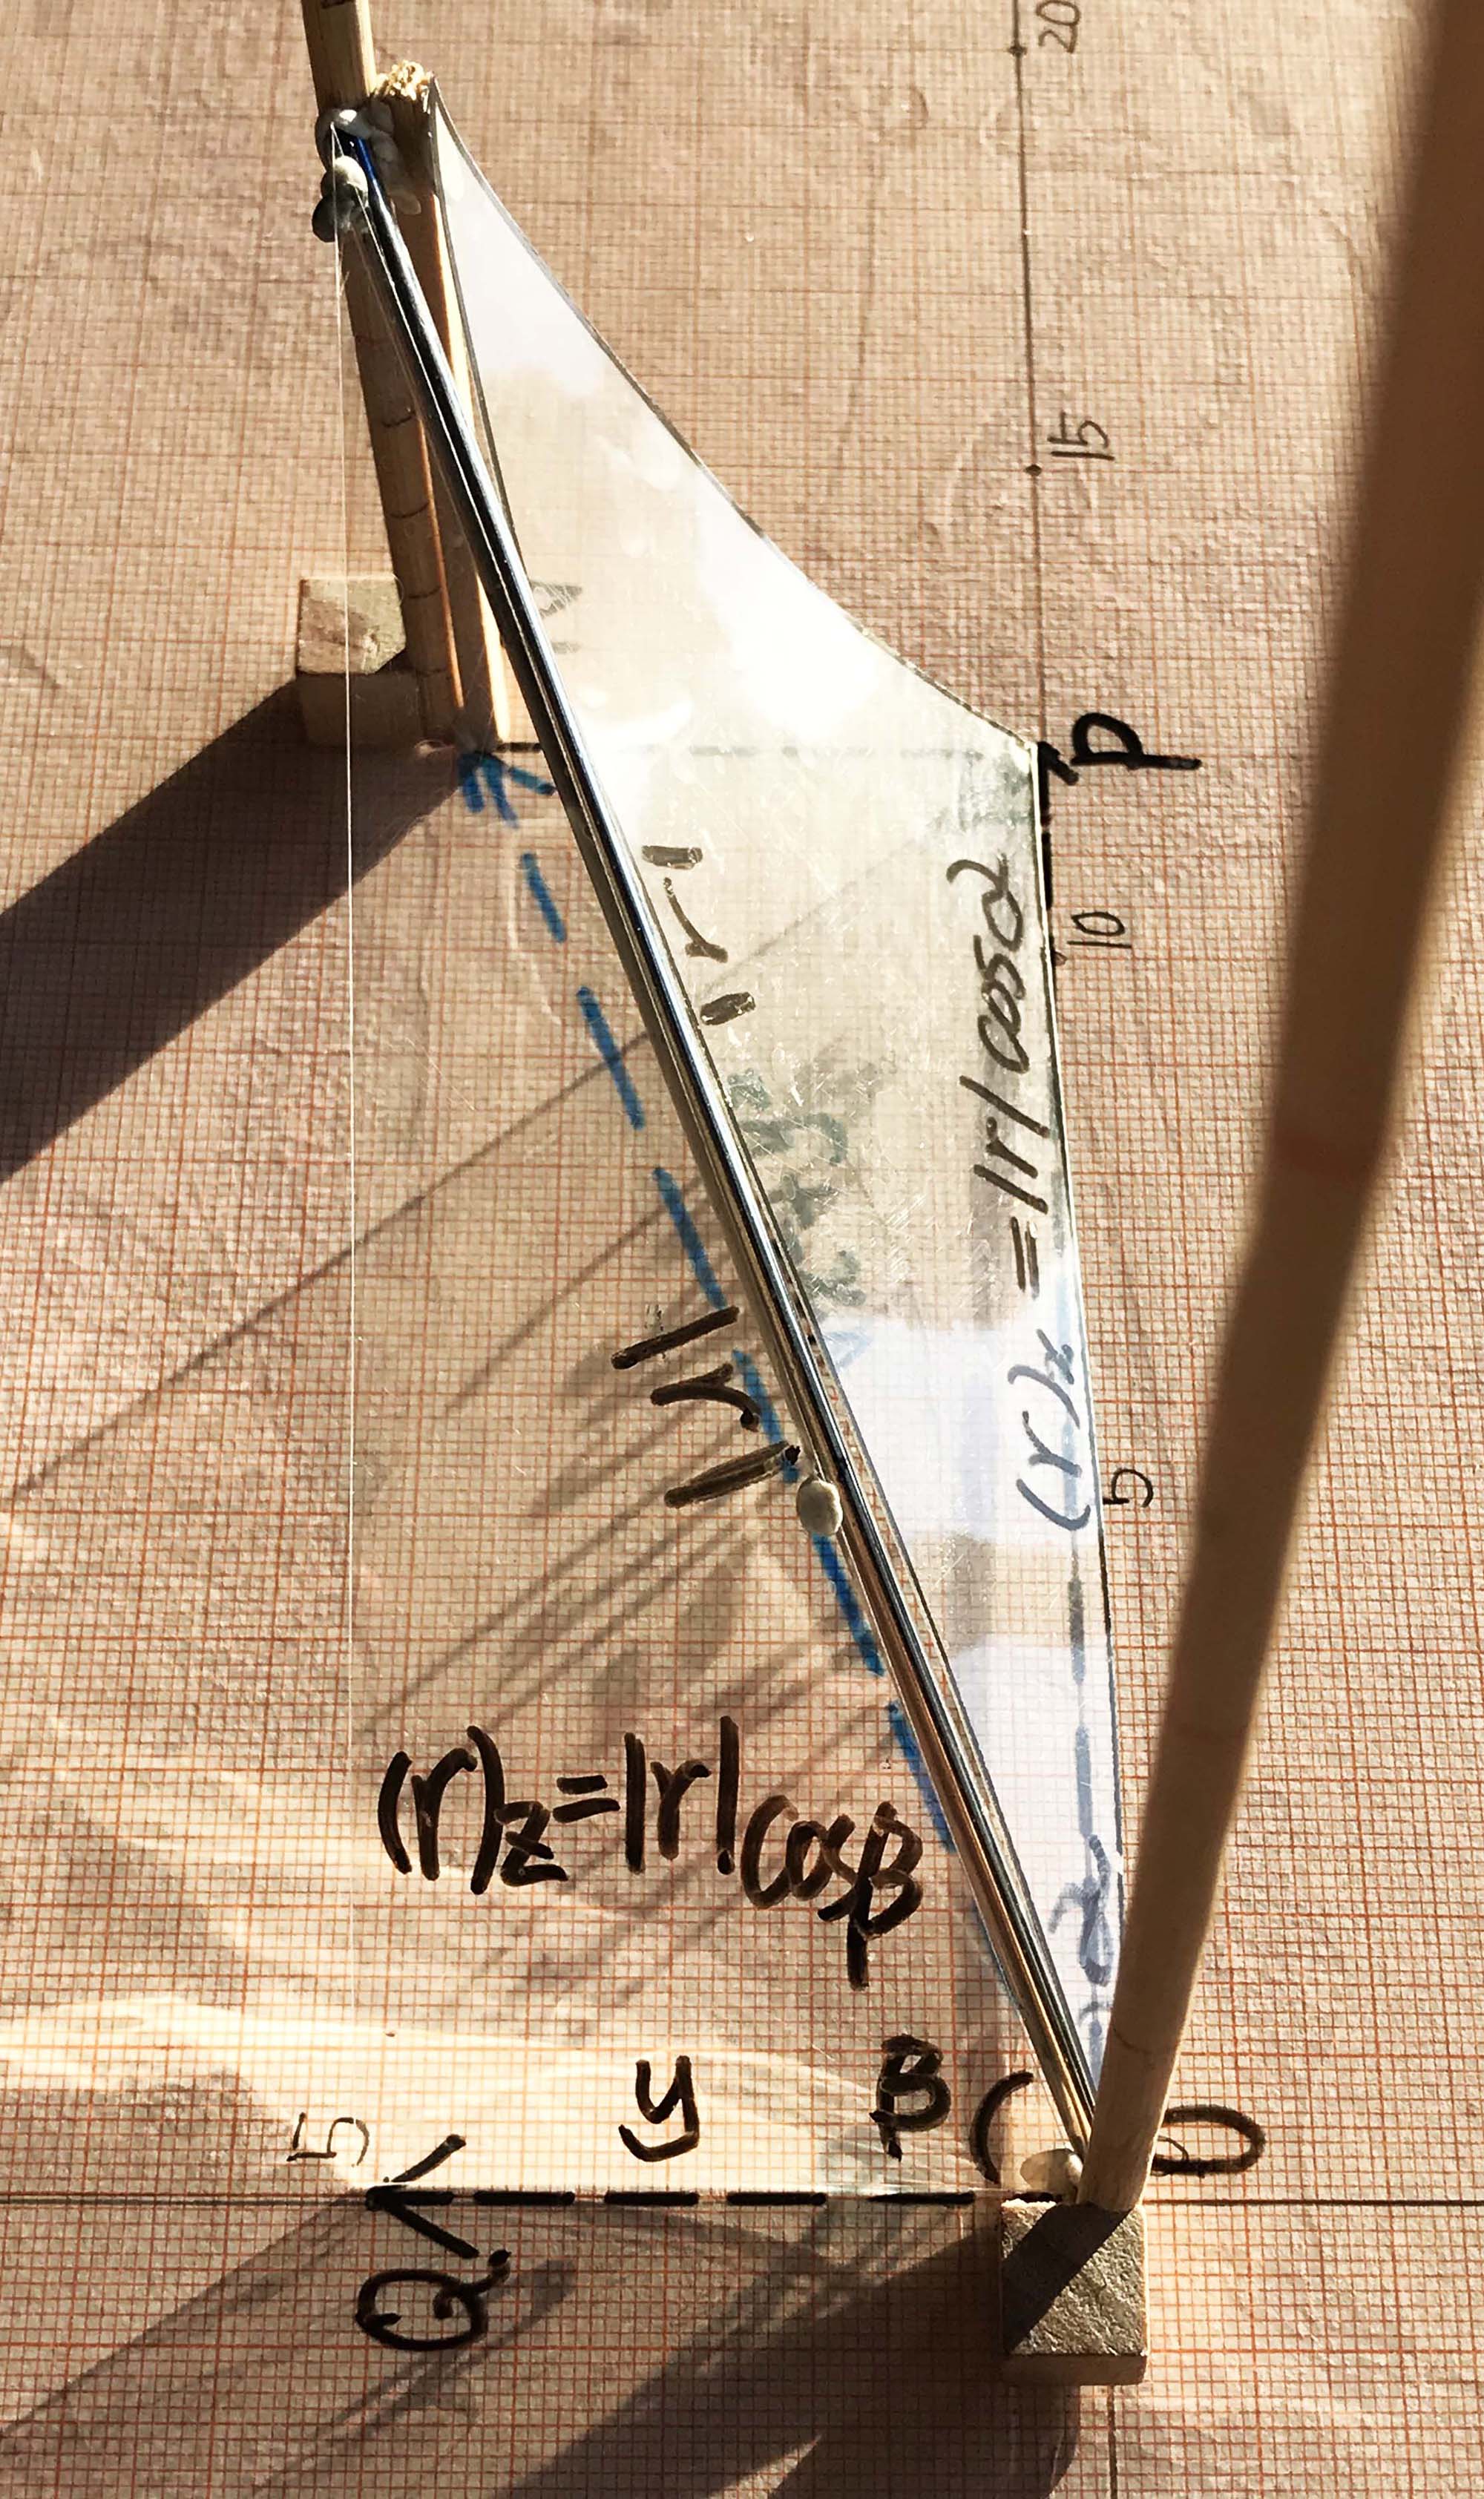 20
15
P
10
|r|
(r)x = |r| cosα
|r|
5
(r)z = |r| cosβ
α
5
y
β
O
Q